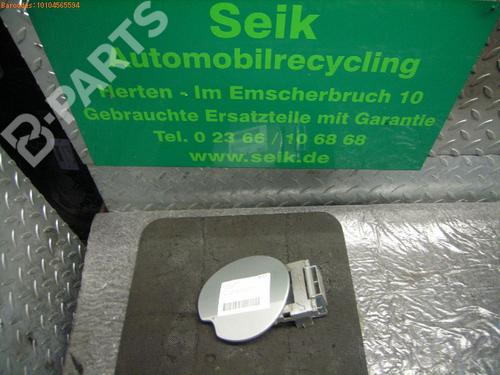 Barcodes: 10104565594
B-PARTS
Seik
Automobilrecycling
Herten - Im Emscherbruch 10
Gebrauchte Ersatzteile mit Garantie
Tel. 0 23 66 / 10 68 68
www.seik.de